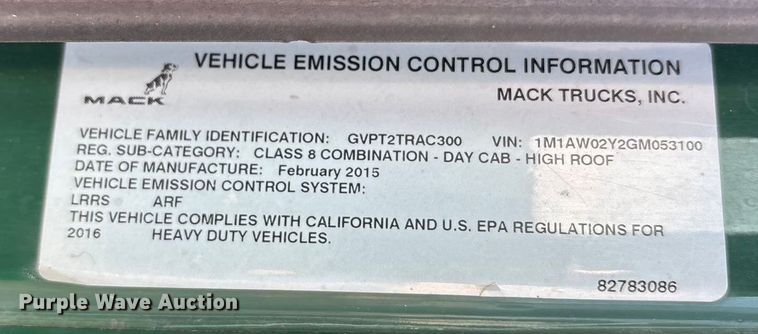 VEHICLE EMISSION CONTROL INFORMATION
MACK
MACK TRUCKS, INC.
VEHICLE FAMILY IDENTIFICATION: GVPT2TRAC300 VIN: 1M1AW02Y2GM053100
REG. SUB-CATEGORY: CLASS 8 COMBINATION - DAY CAB - HIGH ROOF
DATE OF MANUFACTURE: February 2015
VEHICLE EMISSION CONTROL SYSTEM:
LRRS ARF
THIS VEHICLE COMPLIES WITH CALIFORNIA AND U.S. EPA REGULATIONS FOR
2016 HEAVY DUTY VEHICLES.
82783086
Purple Wave Auction